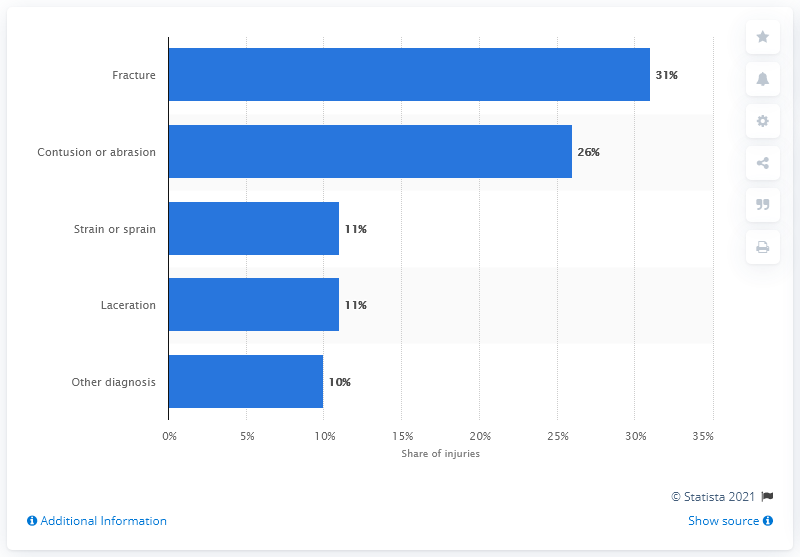 Fracture
31%
Contusion or abrasion
26%
Strain or sprain
11%
Laceration
11%
Other diagnosis
10%
0% 5% 10% 15% 20% 25% 30% 35%
Share of injuries
© Statista 2021
Additional Information
Show source